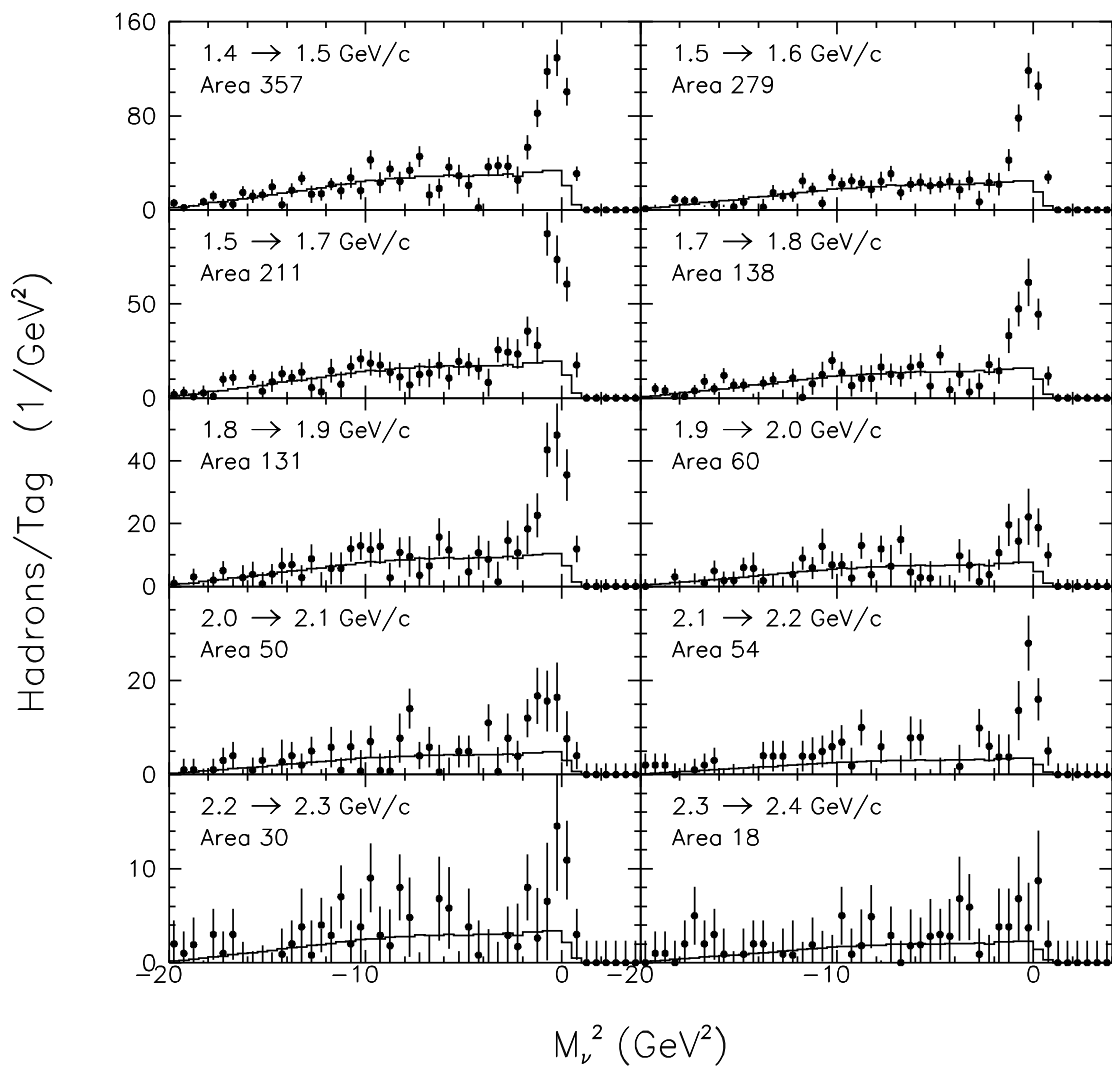 160
1.4 → 1.5 GeV/c
1.5 → 1.6 GeV/c
Area 357
Area 279
80
0
1.5 → 1.7 GeV/c
1.7 → 1.8 GeV/c
Area 211
Area 138
50
0
1.8 → 1.9 GeV/c
1.9 → 2.0 GeV/c
Area 131
Area 60
40
20
0
2.0 → 2.1 GeV/c
2.1 → 2.2 GeV/c
Area 50
Area 54
20
0
2.2 → 2.3 GeV/c
2.3 → 2.4 GeV/c
Area 30
Area 18
10
0
−20 −10 0 −20 −10 0
Hadrons/Tag (1/GeV²)
Mν² (GeV²)